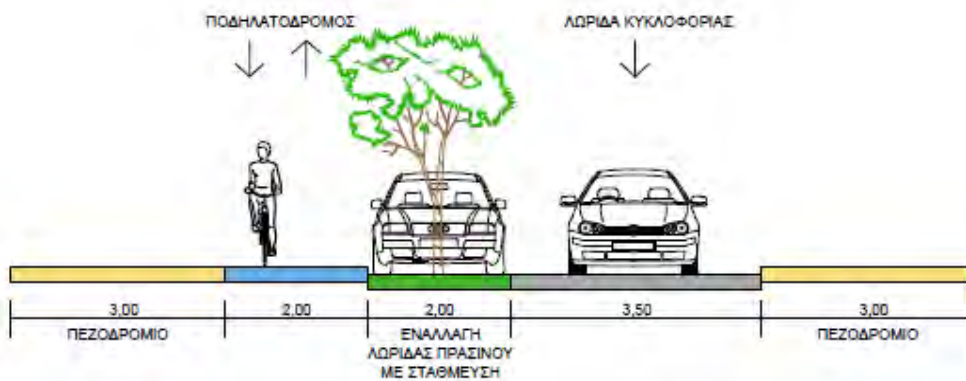 ΠΟΔΗΛΑΤΟΔΡΟΜΟΣ
ΛΩΡΙΔΑ ΚΥΚΛΟΦΟΡΙΑΣ
3,00
2,00
2,00
3,50
3,00
ΠΕΖΟΔΡΟΜΙΟ
ΕΝΑΛΛΑΓΗ
ΛΩΡΙΔΑΣ ΠΡΑΣΙΝΟΥ
ΜΕ ΣΤΑΘΜΕΥΣΗ
ΠΕΖΟΔΡΟΜΙΟ